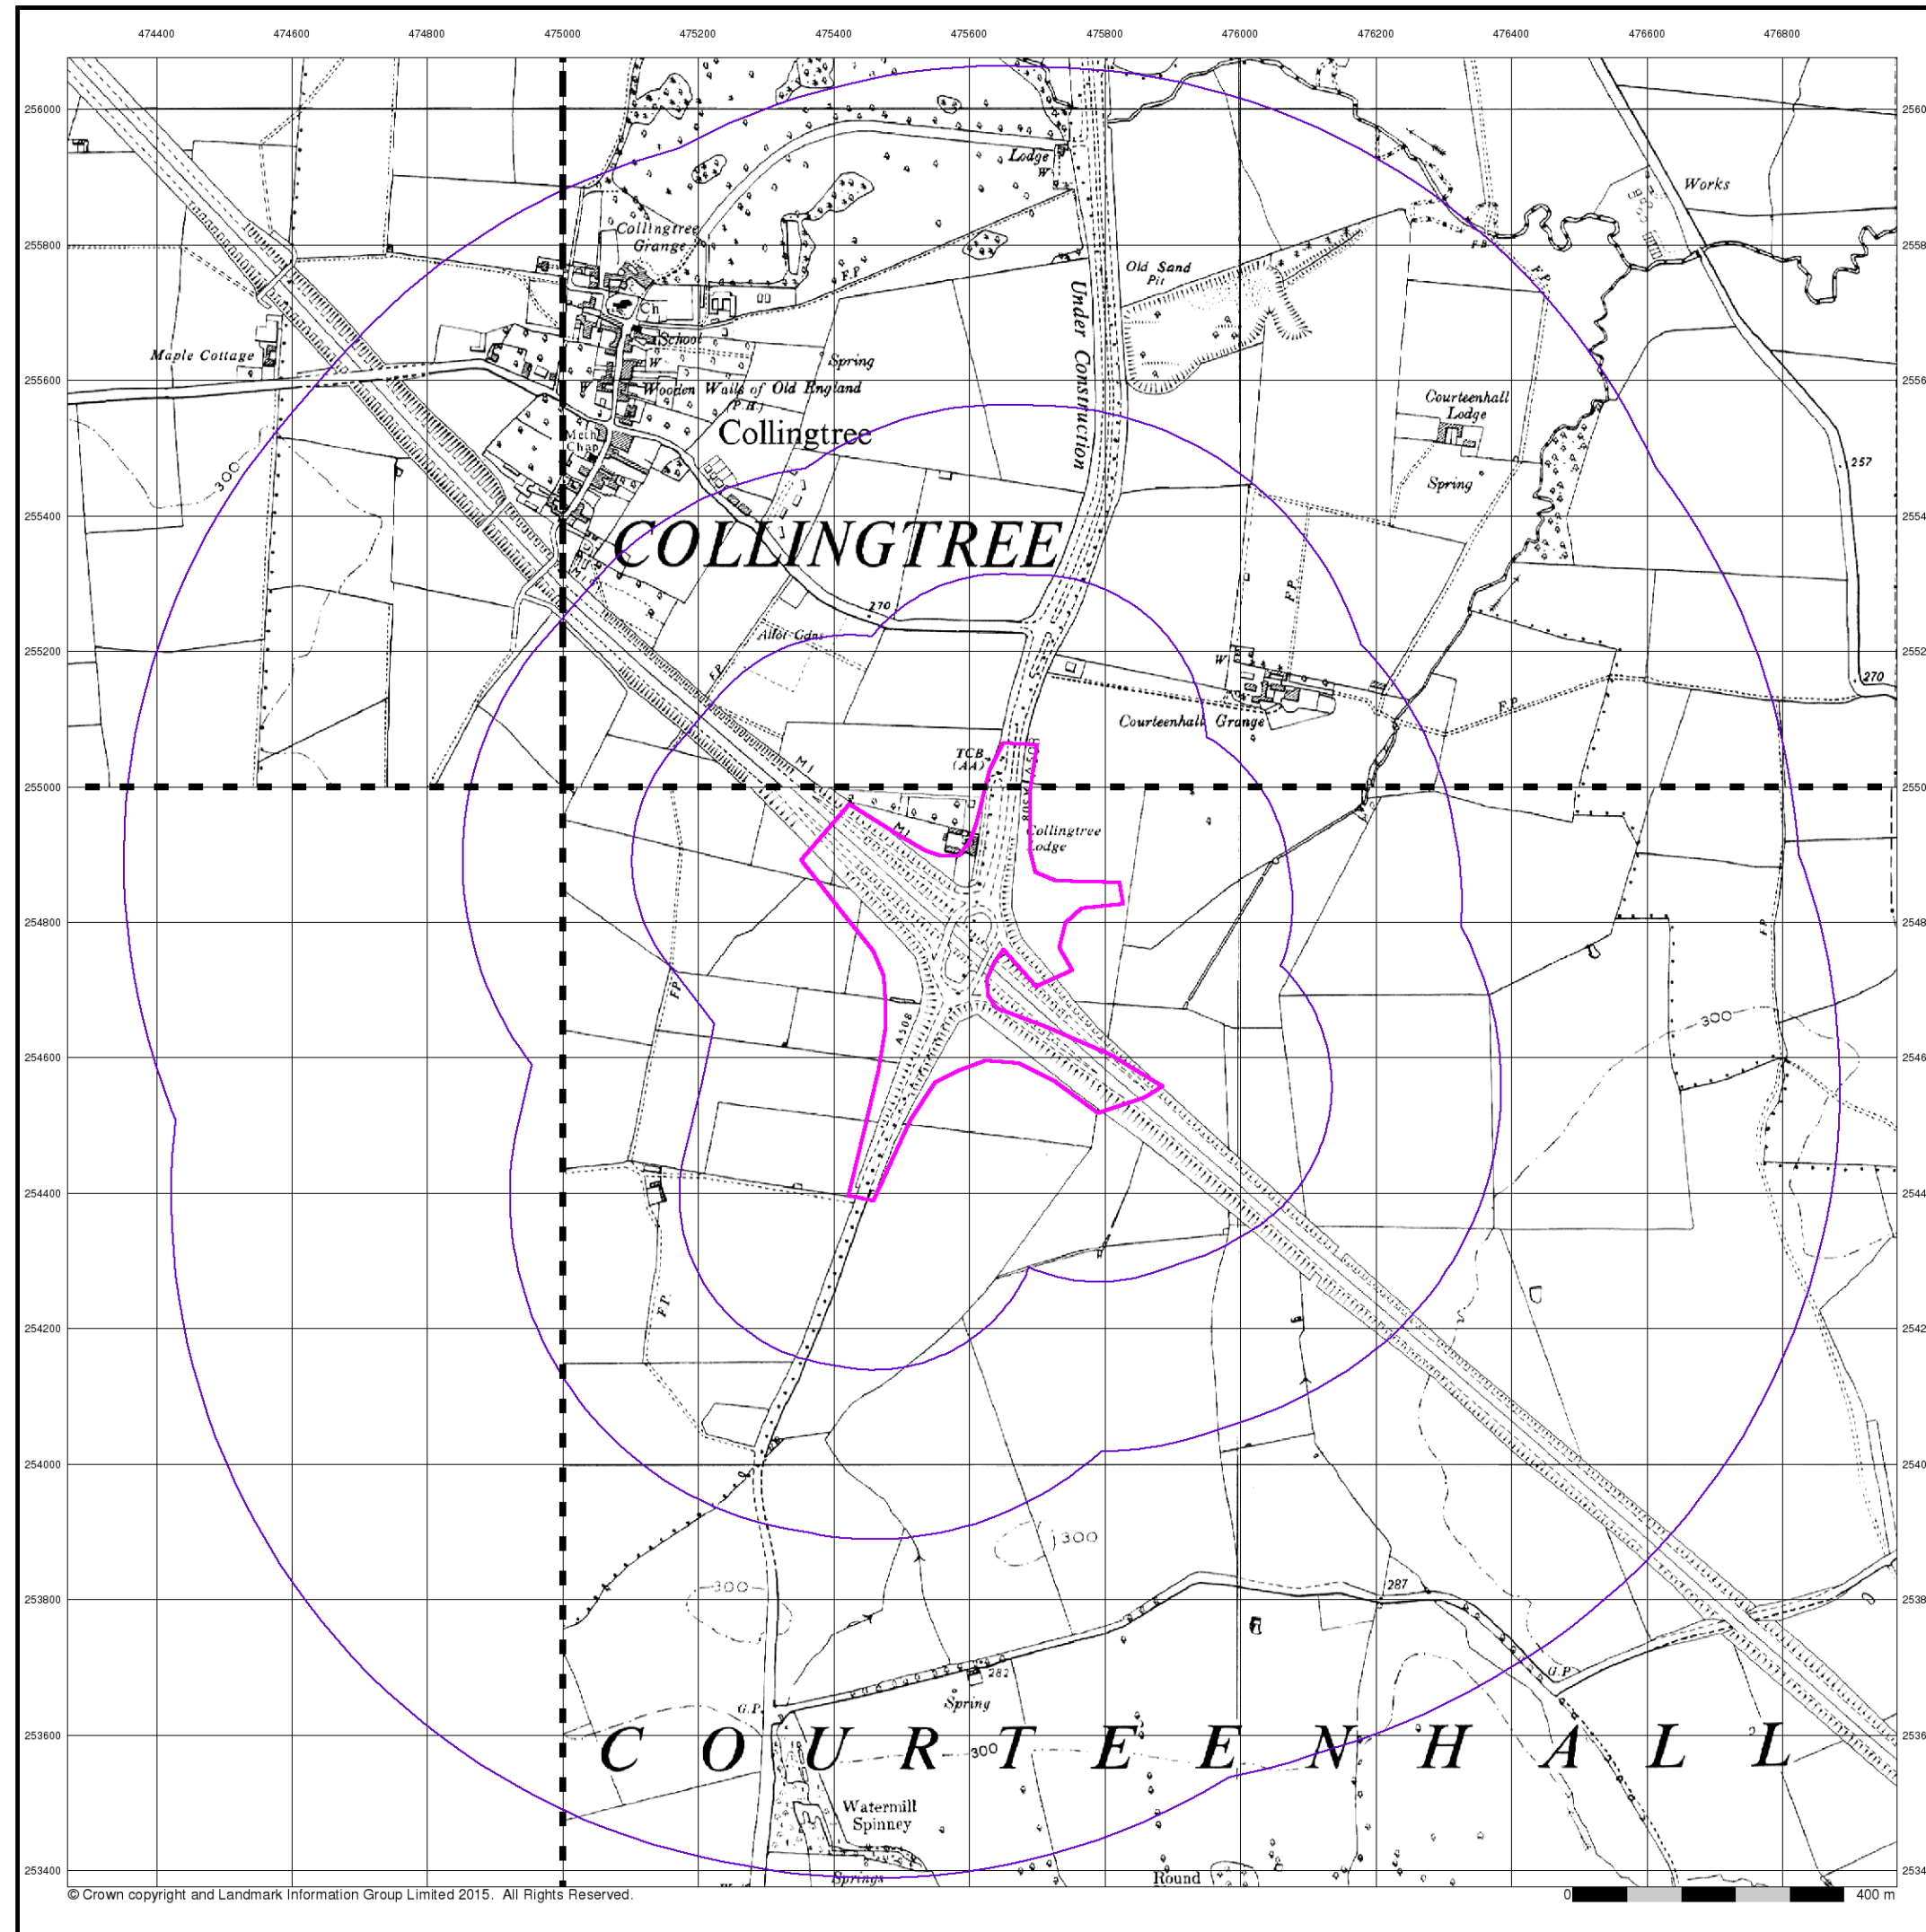 474400 474600 474800 475000 475200 475400 475600 475800 476000 476200 476400 476600 476800
256000
Lodge
W
Works
Collingtree
Grange
255800
F.B.
F.P.
F.P.
Old Sand
Pit
Under Construction
Ch
School
Maple Cottage
W
Spring
255600
W
Wooden Walls of Old England
(P.H.)
Courteenhall
Lodge
Collingtree
Meth.
Chap.
257
300
Spring
255400
COLLINGTREE
M1
F.P.
270
Allot. Gdns.
255200
W
F.P.
270
F.P.
Courteenhall Grange
TCB
(AA)
M1
255000
M1
A508
Collingtree
Lodge
254800
F.P.
F.P.
A508
300
254600
254400
F.P.
254200
254000
300
300
287
253800
282
G.P.
G.P.
Spring
253600
COURTEENHALL
300
Watermill
Spinney
253400
Springs
Round
© Crown copyright and Landmark Information Group Limited 2015. All Rights Reserved.
0 400 m